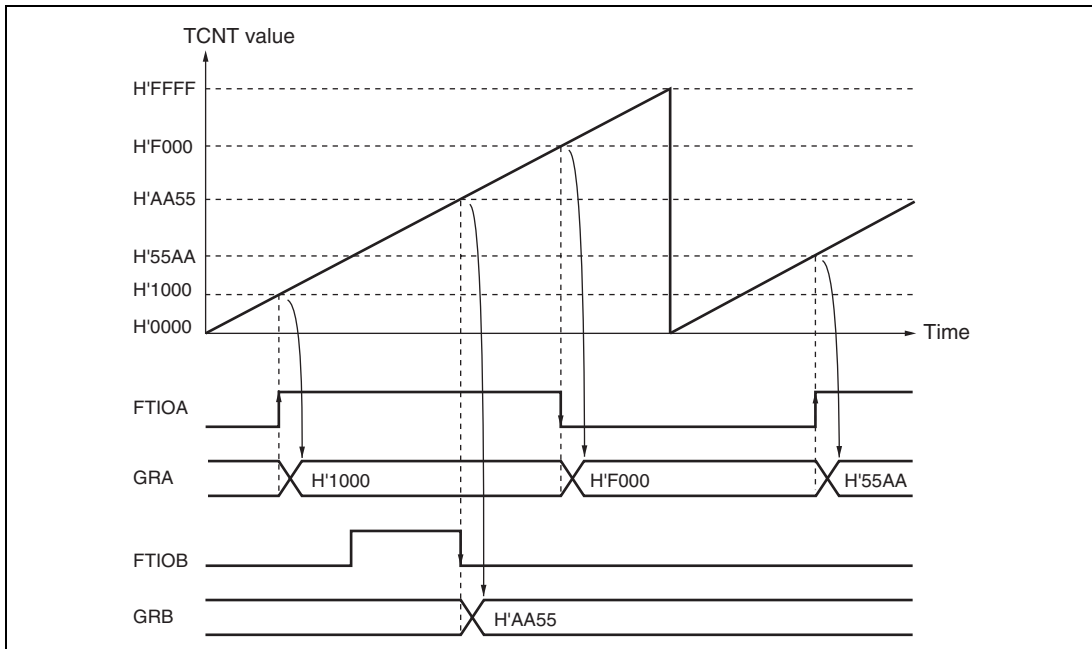 TCNT value
H'FFFF
H'F000
H'AA55
H'55AA
H'1000
H'0000
Time
FTIOA
GRA
H'1000
H'F000
H'55AA
FTIOB
GRB
H'AA55